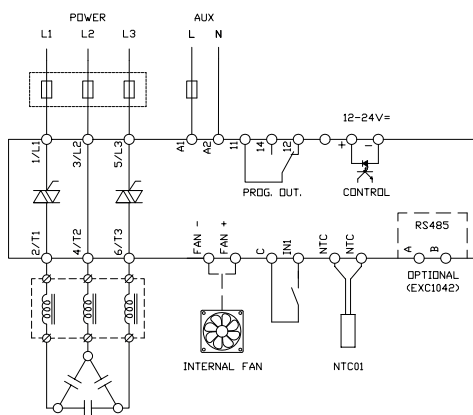 POWER AUX
L1 L2 L3 L N
12-24V=
1/L1 3/L2 5/L3 A1 A2 11 14 12 + -
PROG. OUT. CONTROL
RS485
2/T1 4/T2 6/T3 FAN - FAN + C IN1 NTC NTC A B
OPTIONAL
(EXC1042)
INTERNAL FAN NTC01